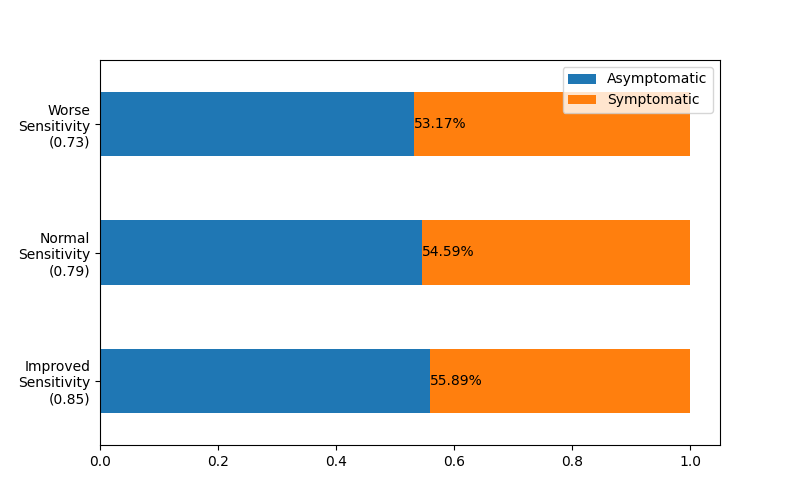 Asymptomatic
Symptomatic
Worse
Sensitivity
(0.73)
53.17%
Normal
Sensitivity
(0.79)
54.59%
Improved
Sensitivity
(0.85)
55.89%
0.0 0.2 0.4 0.6 0.8 1.0